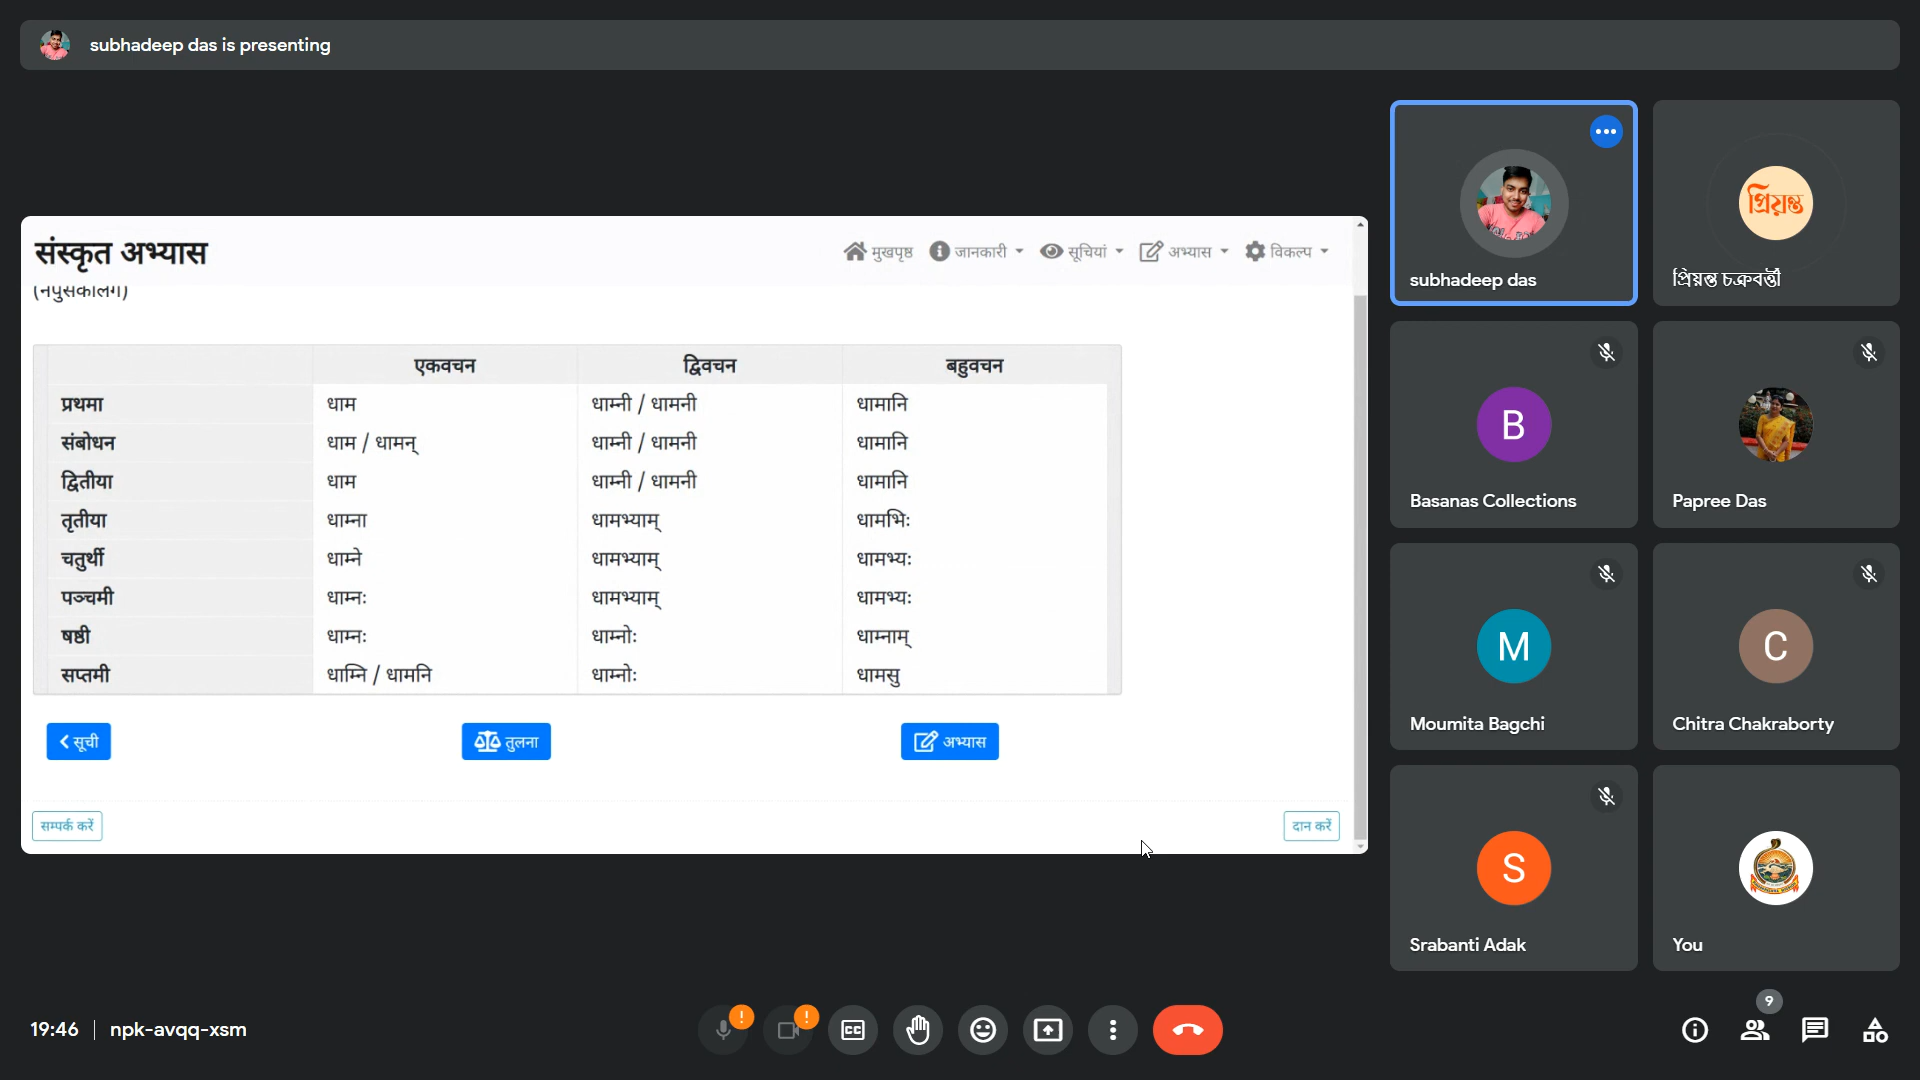 subhadeep das is presenting
संस्कृत अभ्यास
मुखपृष्ठ जानकारी सूचियां अभ्यास विकल्प
(नपुंसकलिंग)
एकवचन द्विवचन बहुवचन
प्रथमा धाम धाम्नी / धामनी धामानि
संबोधन धाम / धामन् धाम्नी / धामनी धामानि
द्वितीया धाम धाम्नी / धामनी धामानि
तृतीया धाम्ना धामभ्याम् धामभिः
चतुर्थी धाम्ने धामभ्याम् धामभ्यः
पञ्चमी धाम्नः धामभ्याम् धामभ्यः
षष्ठी धाम्नः धाम्नोः धाम्नाम्
सप्तमी धाम्नि / धामनि धाम्नोः धामसु
सूची तुलना अभ्यास
सम्पर्क करें दान करें
subhadeep das
প্রিয়ন্ত
প্রিয়ন্ত চক্রবর্ত্তী
B
Basanas Collections
Papree Das
M
Moumita Bagchi
C
Chitra Chakraborty
S
Srabanti Adak
You
19:46 | npk-avqq-xsm
! ! CC
9